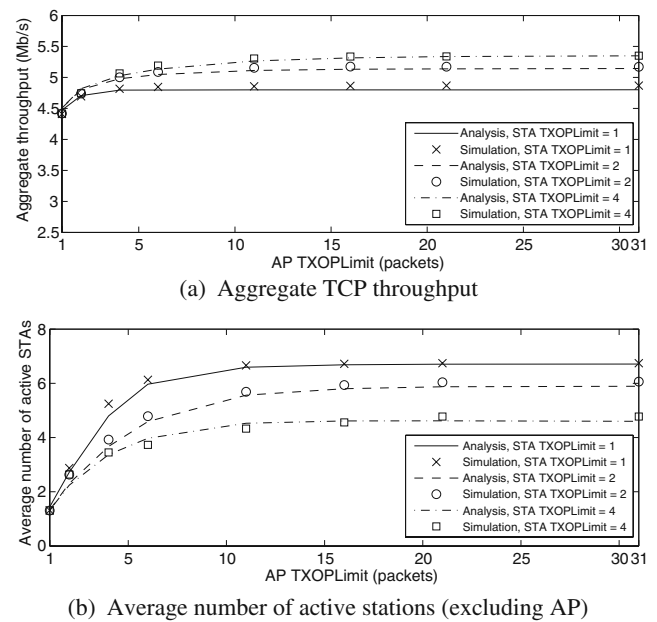 6
5.5
5
4.5
4
3.5
3
2.5
Aggregate throughput (Mb/s)
Analysis, STA TXOPLimit = 1
Simulation, STA TXOPLimit = 1
Analysis, STA TXOPLimit = 2
Simulation, STA TXOPLimit = 2
Analysis, STA TXOPLimit = 4
Simulation, STA TXOPLimit = 4
1 5 10 15 20 25 30 31
AP TXOPLimit (packets)
(a) Aggregate TCP throughput
8
6
4
2
0
Average number of active STAs
Analysis, STA TXOPLimit = 1
Simulation, STA TXOPLimit = 1
Analysis, STA TXOPLimit = 2
Simulation, STA TXOPLimit = 2
Analysis, STA TXOPLimit = 4
Simulation, STA TXOPLimit = 4
1 5 10 15 20 25 30 31
AP TXOPLimit (packets)
(b) Average number of active stations (excluding AP)